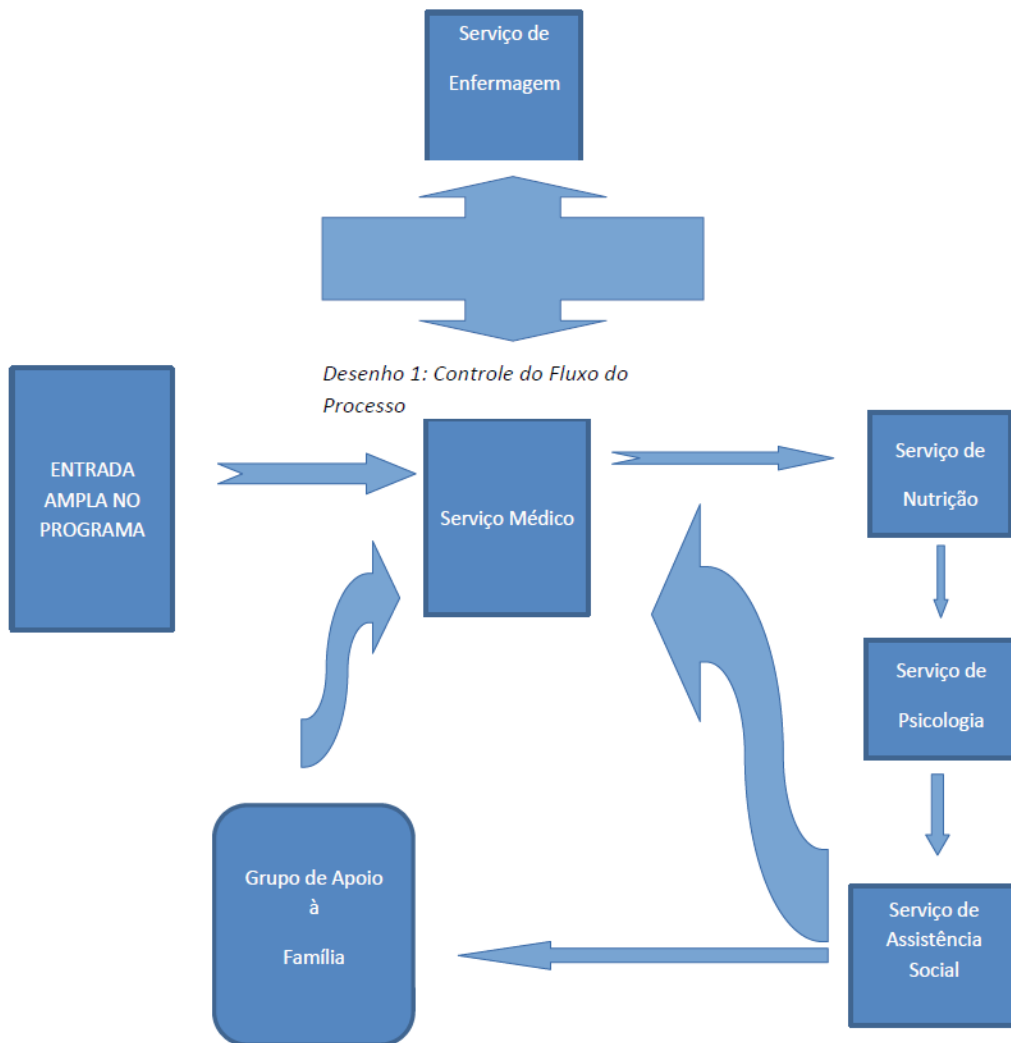 Serviço de
Enfermagem
Desenho 1: Controle do Fluxo do
Processo
ENTRADA
AMPLA NO
PROGRAMA
Serviço Médico
Serviço de
Nutrição
Serviço de
Psicologia
Serviço de
Assistência
Social
Grupo de Apoio
à
Família